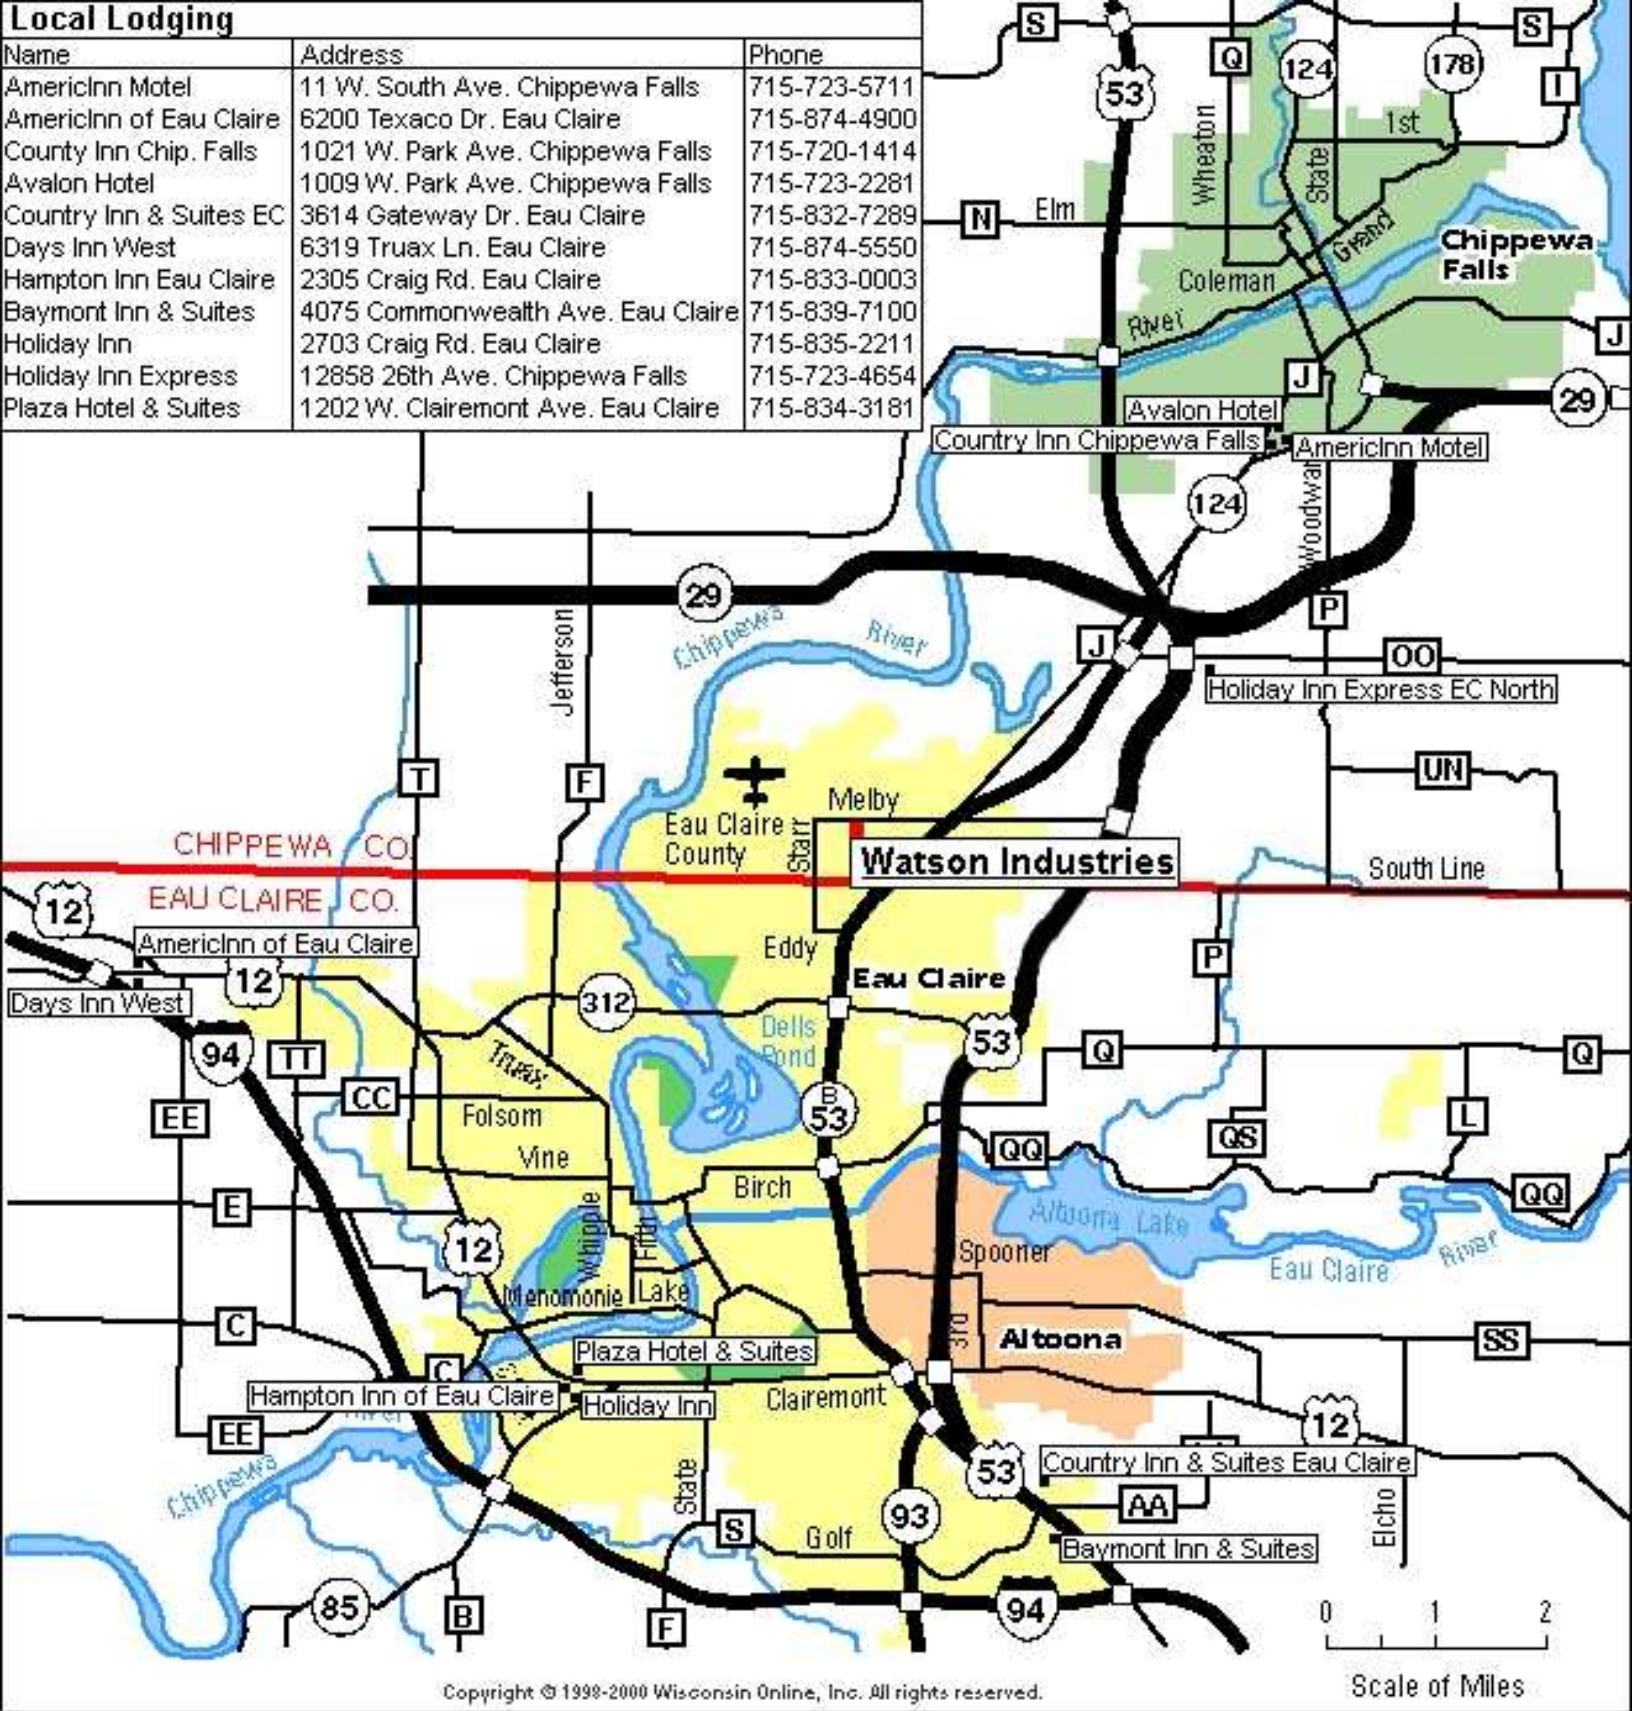 Local Lodging
Name Address Phone
AmericInn Motel 11 W. South Ave. Chippewa Falls 715-723-5711
AmericInn of Eau Claire 6200 Texaco Dr. Eau Claire 715-874-4900
County Inn Chip. Falls 1021 W. Park Ave. Chippewa Falls 715-720-1414
Avalon Hotel 1009 W. Park Ave. Chippewa Falls 715-723-2281
Country Inn & Suites EC 3614 Gateway Dr. Eau Claire 715-832-7289
Days Inn West 6319 Truax Ln. Eau Claire 715-874-5550
Hampton Inn Eau Claire 2305 Craig Rd. Eau Claire 715-833-0003
Baymont Inn & Suites 4075 Commonwealth Ave. Eau Claire 715-839-7100
Holiday Inn 2703 Craig Rd. Eau Claire 715-835-2211
Holiday Inn Express 12858 26th Ave. Chippewa Falls 715-723-4654
Plaza Hotel & Suites 1202 W. Clairemont Ave. Eau Claire 715-834-3181
S
S
Q
124
178
I
53
1st
Wheaton
State
N
Elm
Grand
Chippewa
Falls
Coleman
River
J
J
29
Avalon Hotel
Country Inn Chippewa Falls
AmericInn Motel
124
29
Chippewa
River
Jefferson
P
J
OO
Holiday Inn Express EC North
T
F
UN
Melby
Eau Claire
County
Starr
Watson Industries
South Line
CHIPPEWA CO.
EAU CLAIRE CO.
12
AmericInn of Eau Claire
12
Days Inn West
Eddy
Eau Claire
P
312
Dells
Pond
53
94
TT
Truax
Q
Q
CC
EE
Folsom
B
53
L
QS
QQ
Vine
Birch
QQ
E
12
Whipple
Fifth
Altoona Lake
Spooner
Eau Claire
River
Menomonie
Lake
C
3rd
Altoona
SS
Plaza Hotel & Suites
C
Hampton Inn of Eau Claire
Holiday Inn
Clairemont
12
EE
Chippewa
State
53
Country Inn & Suites Eau Claire
93
AA
Elcho
S
Golf
Baymont Inn & Suites
85
B
F
94
0 1 2
Scale of Miles
Copyright © 1998-2000 Wisconsin Online, Inc. All rights reserved.